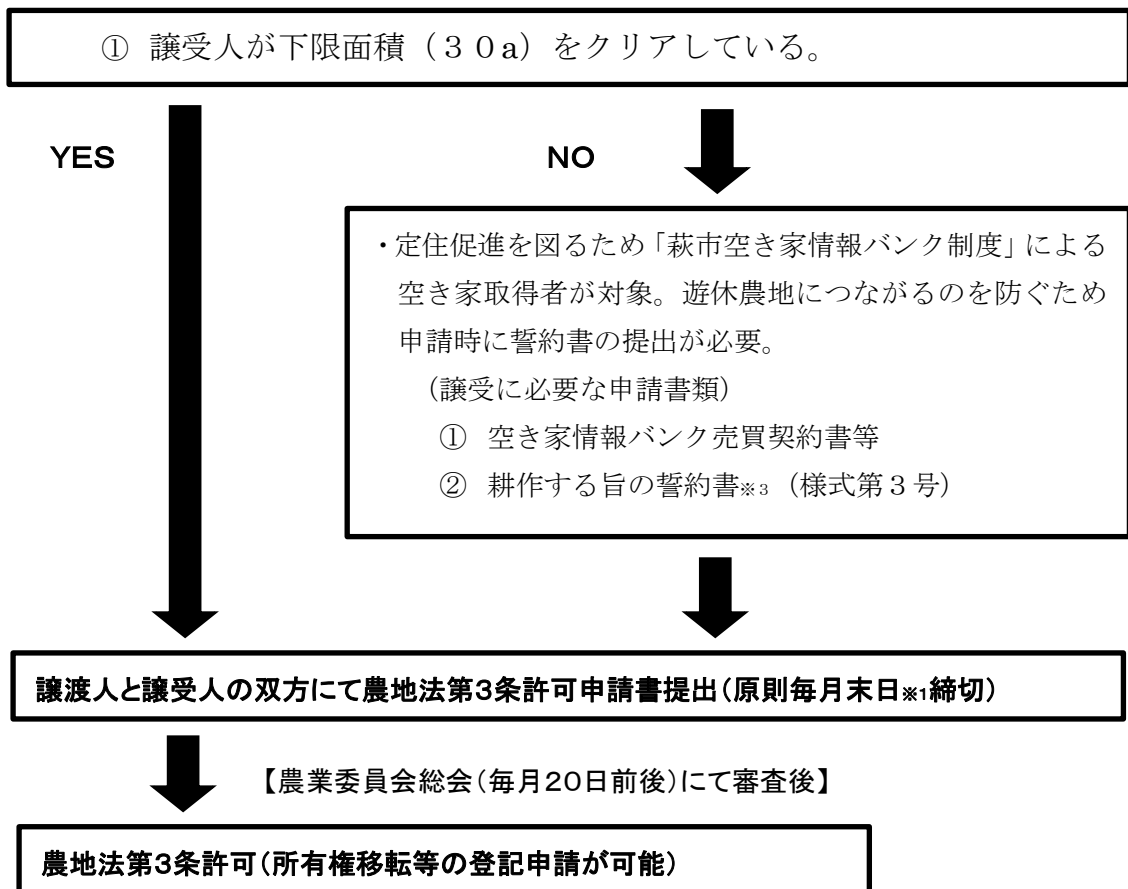 ① 譲受人が下限面積（３０a）をクリアしている。
YES
NO
・定住促進を図るため「萩市空き家情報バンク制度」による
空き家取得者が対象。遊休農地につながるのを防ぐため
申請時に誓約書の提出が必要。
（譲受に必要な申請書類）
① 空き家情報バンク売買契約書等
② 耕作する旨の誓約書※３（様式第３号）
譲渡人と譲受人の双方にて農地法第３条許可申請書提出（原則毎月末日※1締切）
【農業委員会総会（毎月２０日前後）にて審査後】
農地法第３条許可（所有権移転等の登記申請が可能）